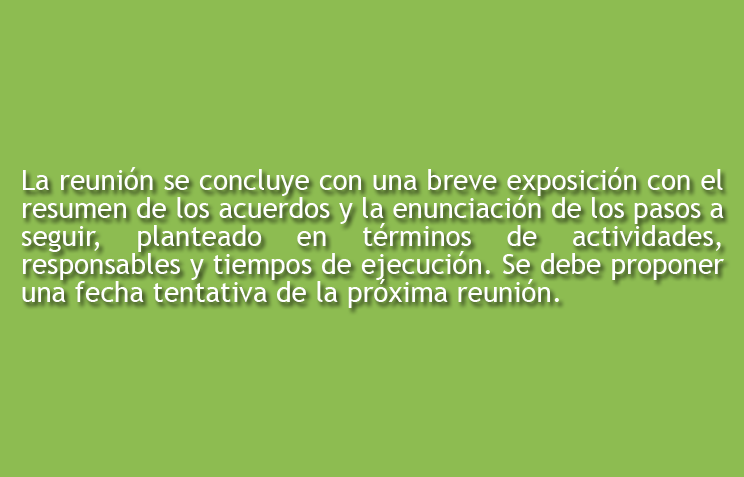 La reunión se concluye con una breve exposición con el
resumen de los acuerdos y la enunciación de los pasos a
seguir, planteado en términos de actividades,
responsables y tiempos de ejecución. Se debe proponer
una fecha tentativa de la próxima reunión.